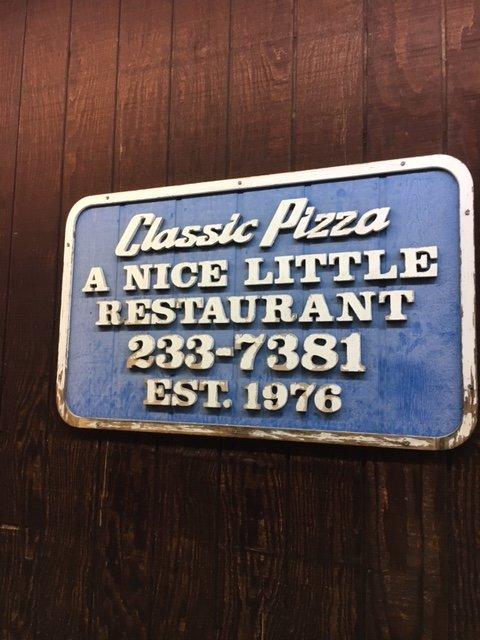 Classic Pizza
A NICE LITTLE
RESTAURANT
233-7381
EST. 1976